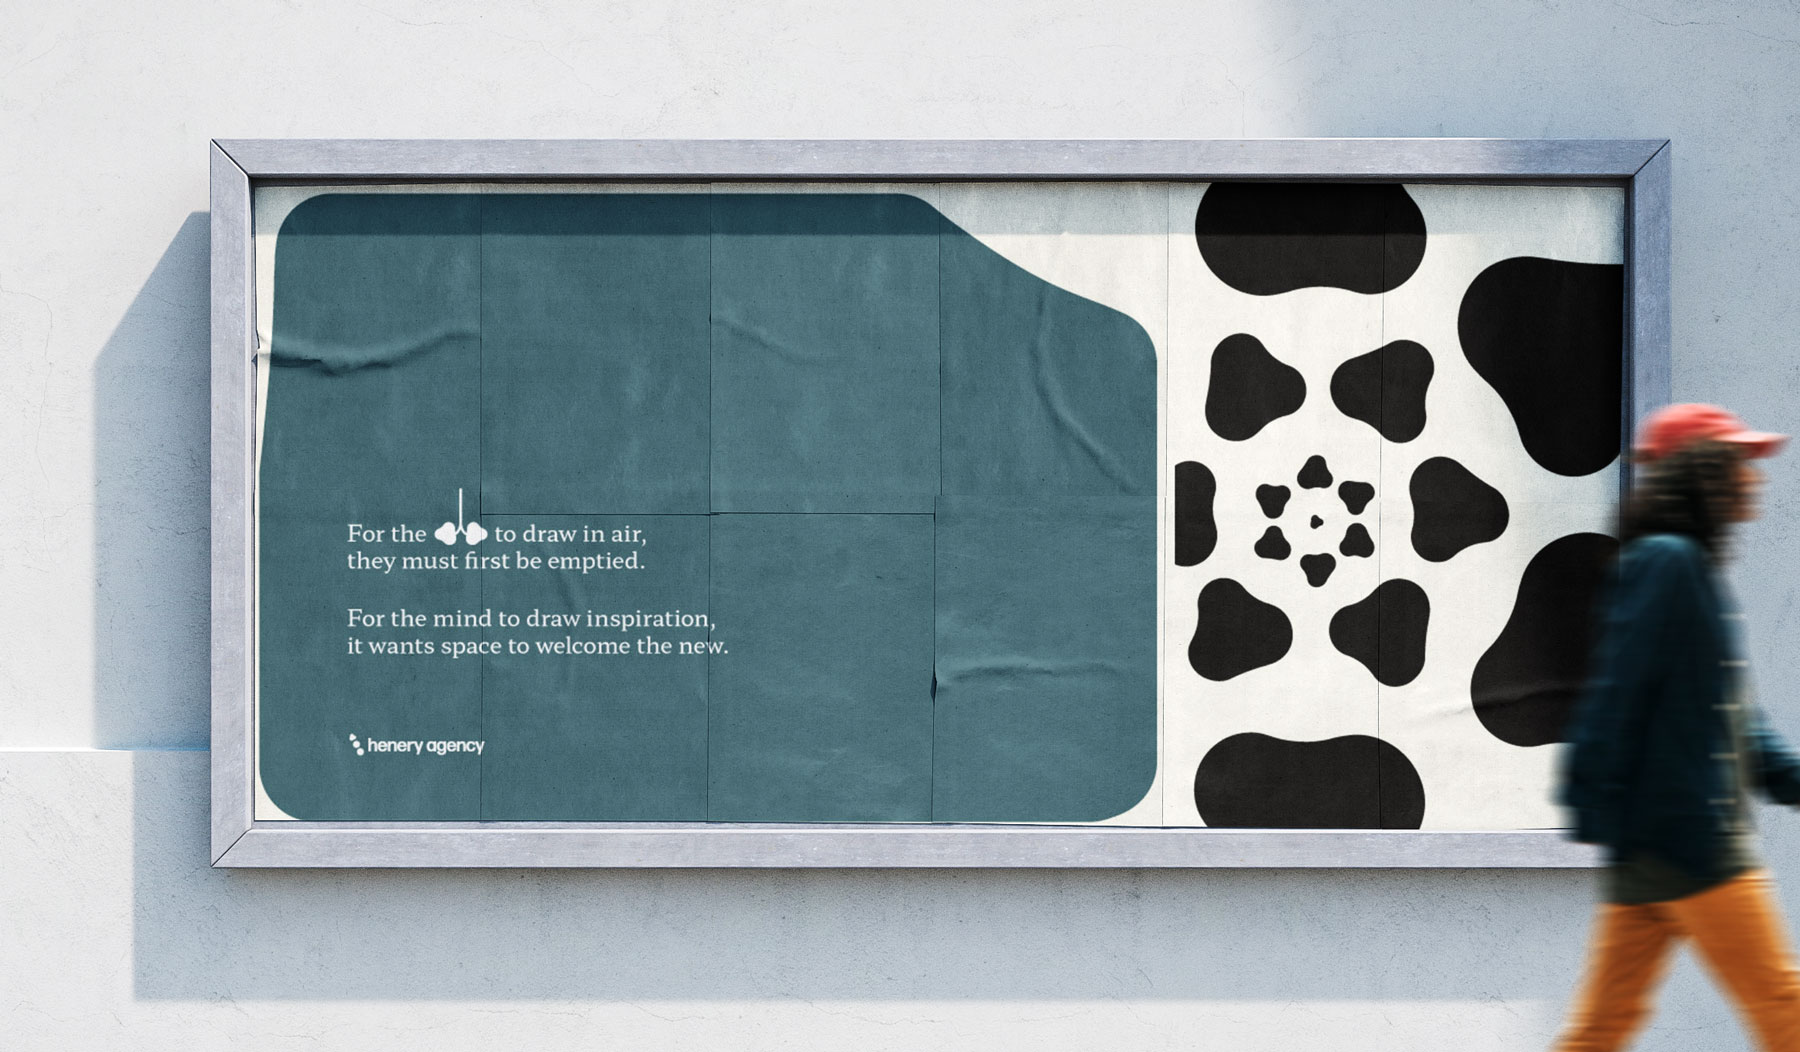 For the to draw in air,
they must first be emptied.
For the mind to draw inspiration,
it wants space to welcome the new.
henery agency